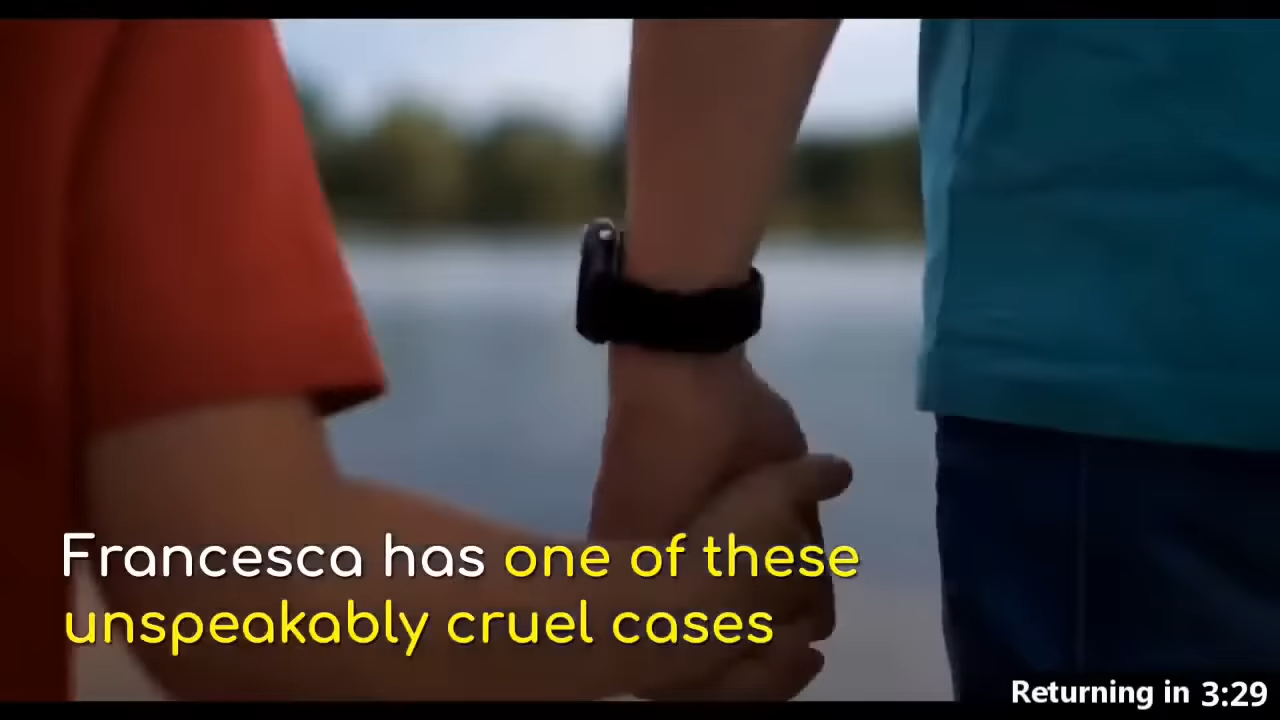 Francesca has one of these
unspeakably cruel cases
Returning in 3:29